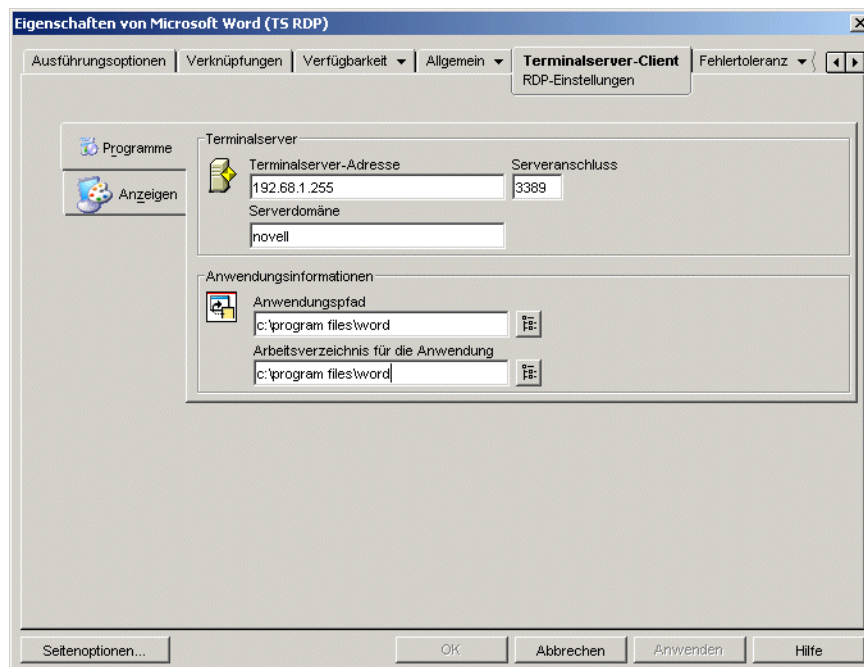 Eigenschaften von Microsoft Word (TS RDP)
Ausführungsoptionen Verknüpfungen Verfügbarkeit Allgemein Terminalserver-Client Fehlertoleranz
RDP-Einstellungen
Programme
Anzeigen
Terminalserver
Terminalserver-Adresse Serveranschluss
192.68.1.255 3389
Serverdomäne
novell
Anwendungsinformationen
Anwendungspfad
c:\program files\word
Arbeitsverzeichnis für die Anwendung
c:\program files\word
Seitenoptionen... OK Abbrechen Anwenden Hilfe